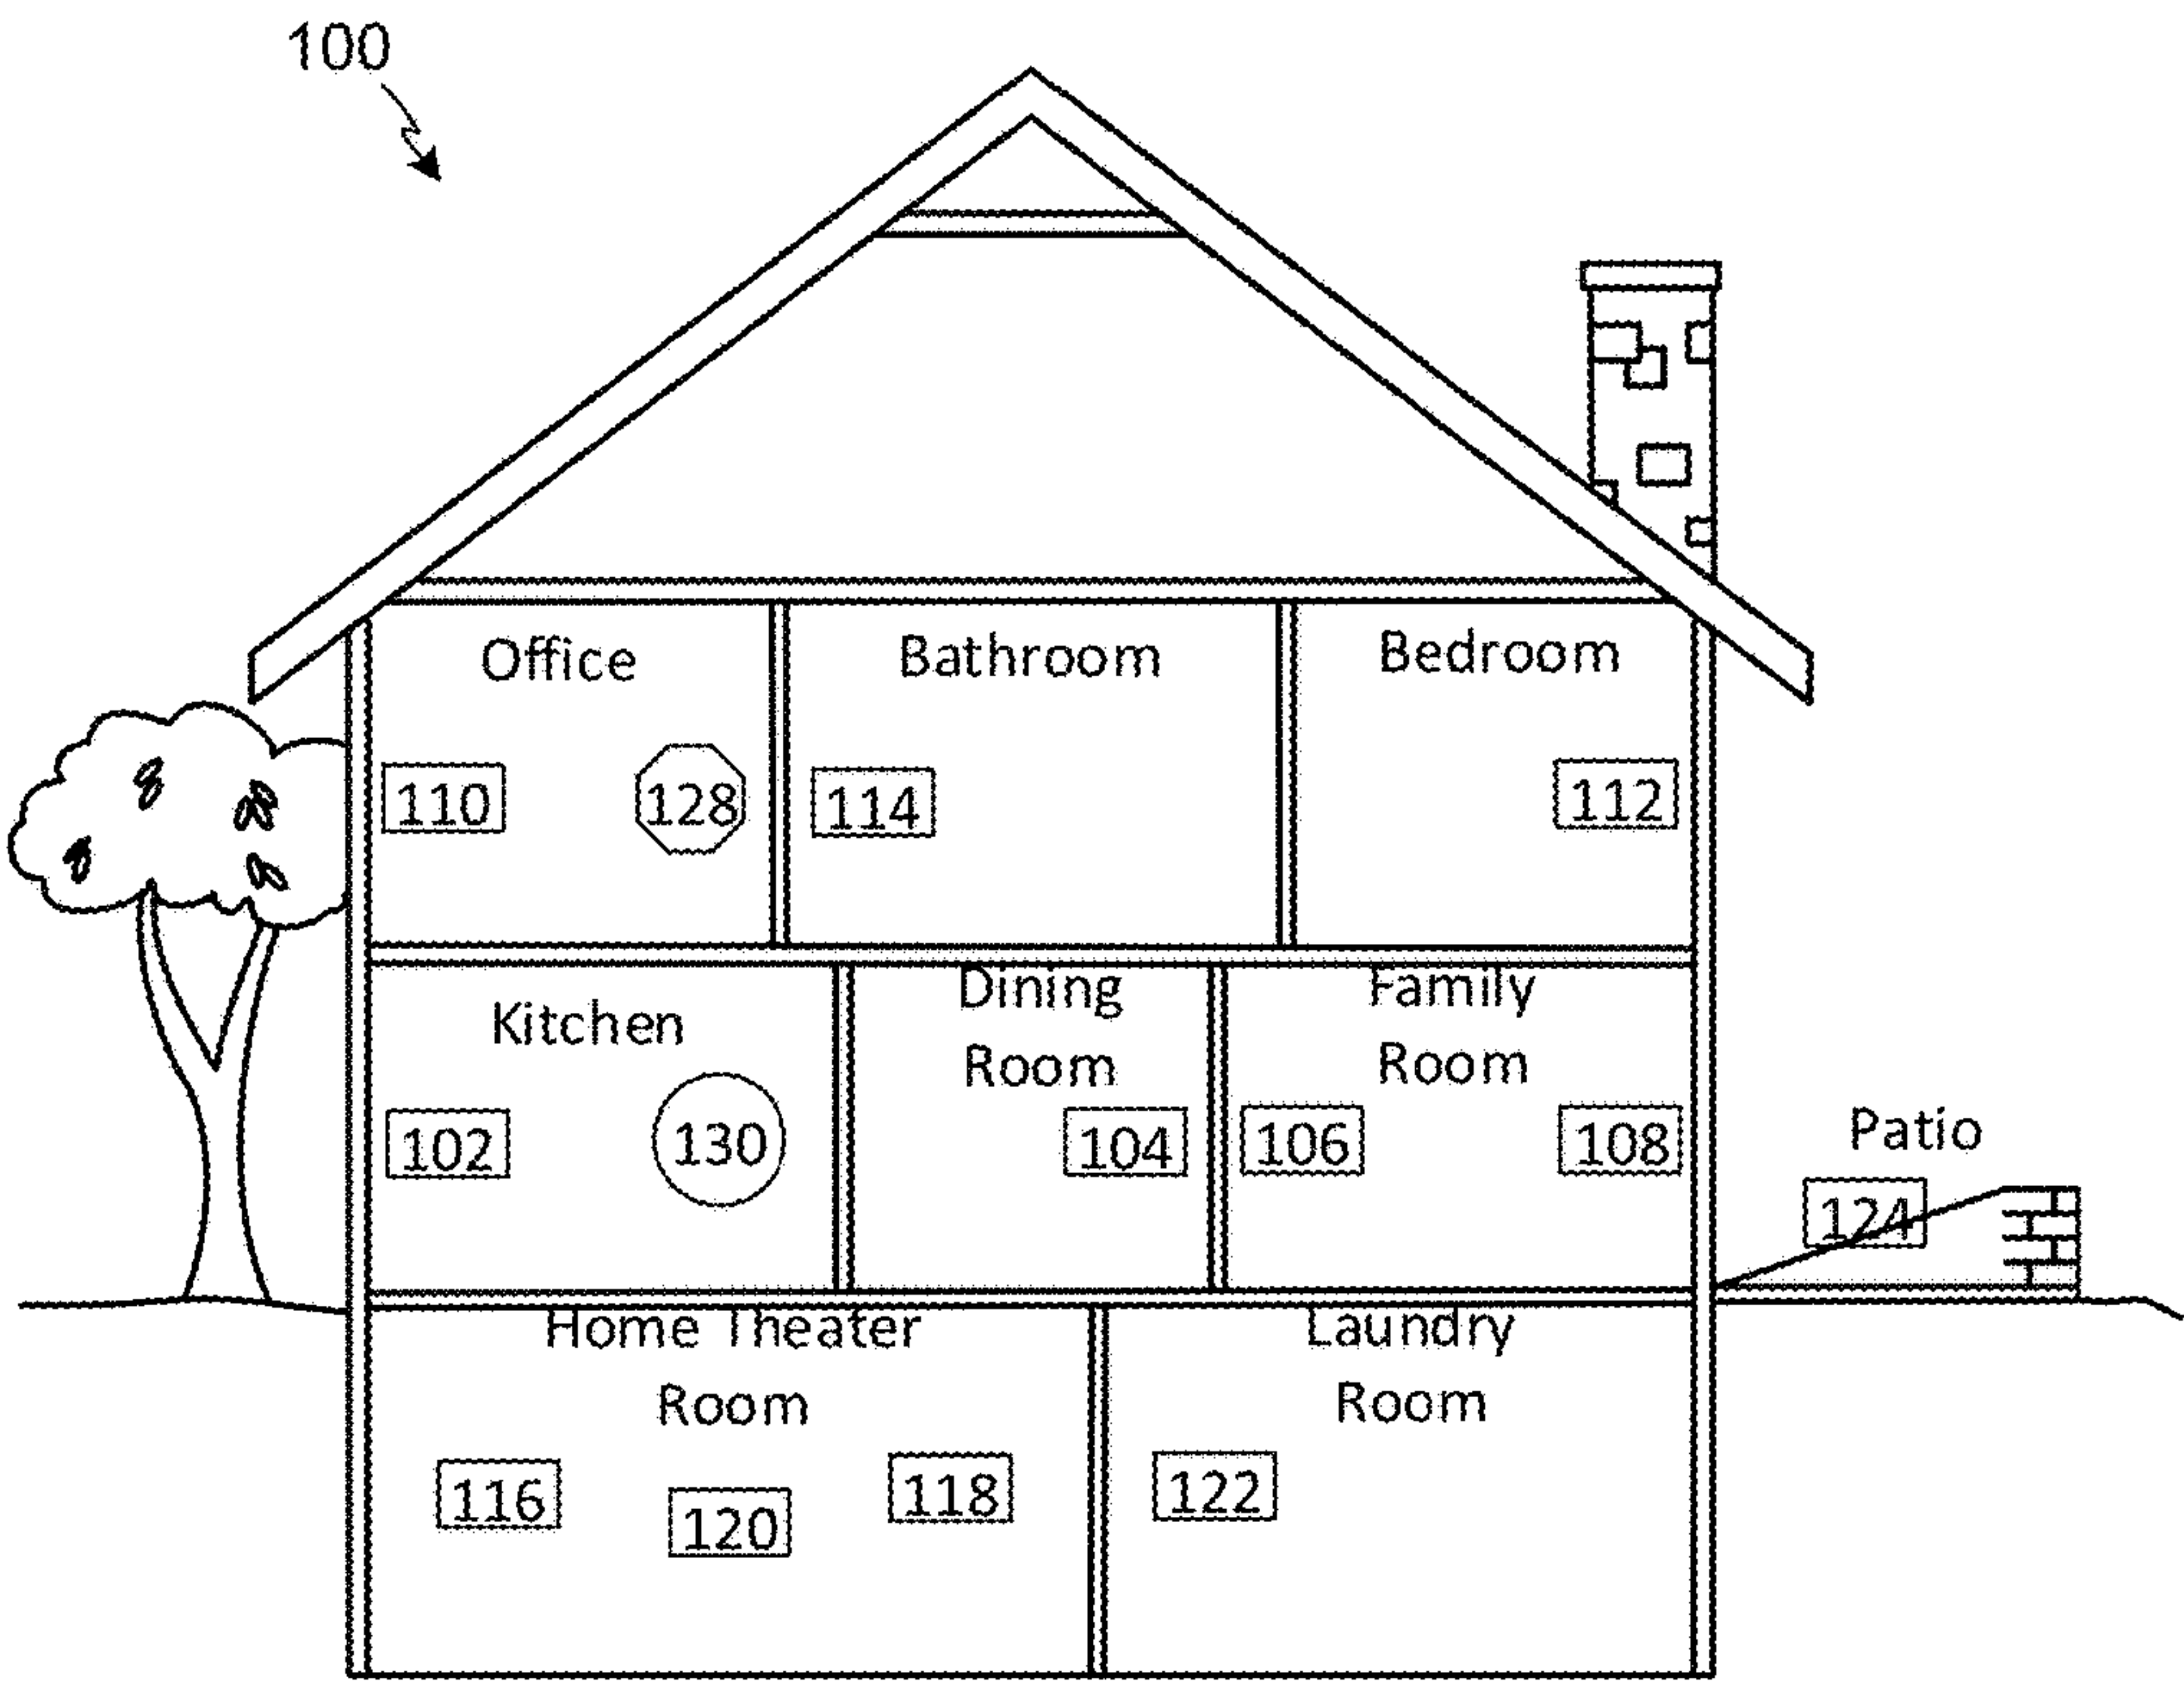 100
Office
Bathroom
Bedroom
110
128
114
112
Kitchen
Dining
Room
Family
Room
102
130
104
106
108
Patio
124
Home Theater
Room
Laundry
Room
116
120
118
122